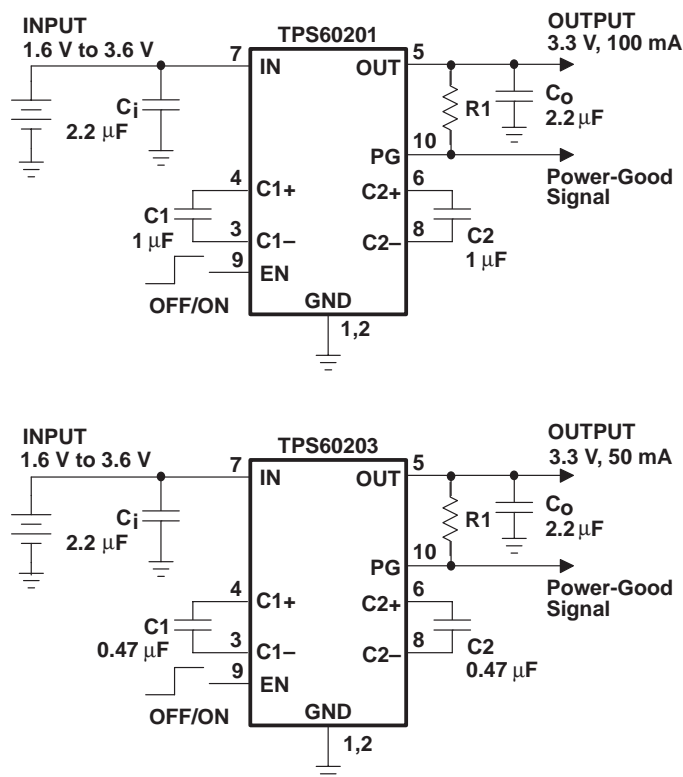 INPUT
1.6 V to 3.6 V
TPS60201
OUTPUT
3.3 V, 100 mA
7
IN
OUT
5
Ci
2.2 μF
R1
Co
2.2 μF
10
PG
Power-Good
Signal
4
C1+
C2+
6
C1
1 μF
3
C1–
C2–
8
C2
1 μF
9
EN
OFF/ON
GND
1,2
INPUT
1.6 V to 3.6 V
TPS60203
OUTPUT
3.3 V, 50 mA
7
IN
OUT
5
Ci
2.2 μF
R1
Co
2.2 μF
10
PG
Power-Good
Signal
4
C1+
C2+
6
C1
0.47 μF
3
C1–
C2–
8
C2
0.47 μF
9
EN
OFF/ON
GND
1,2